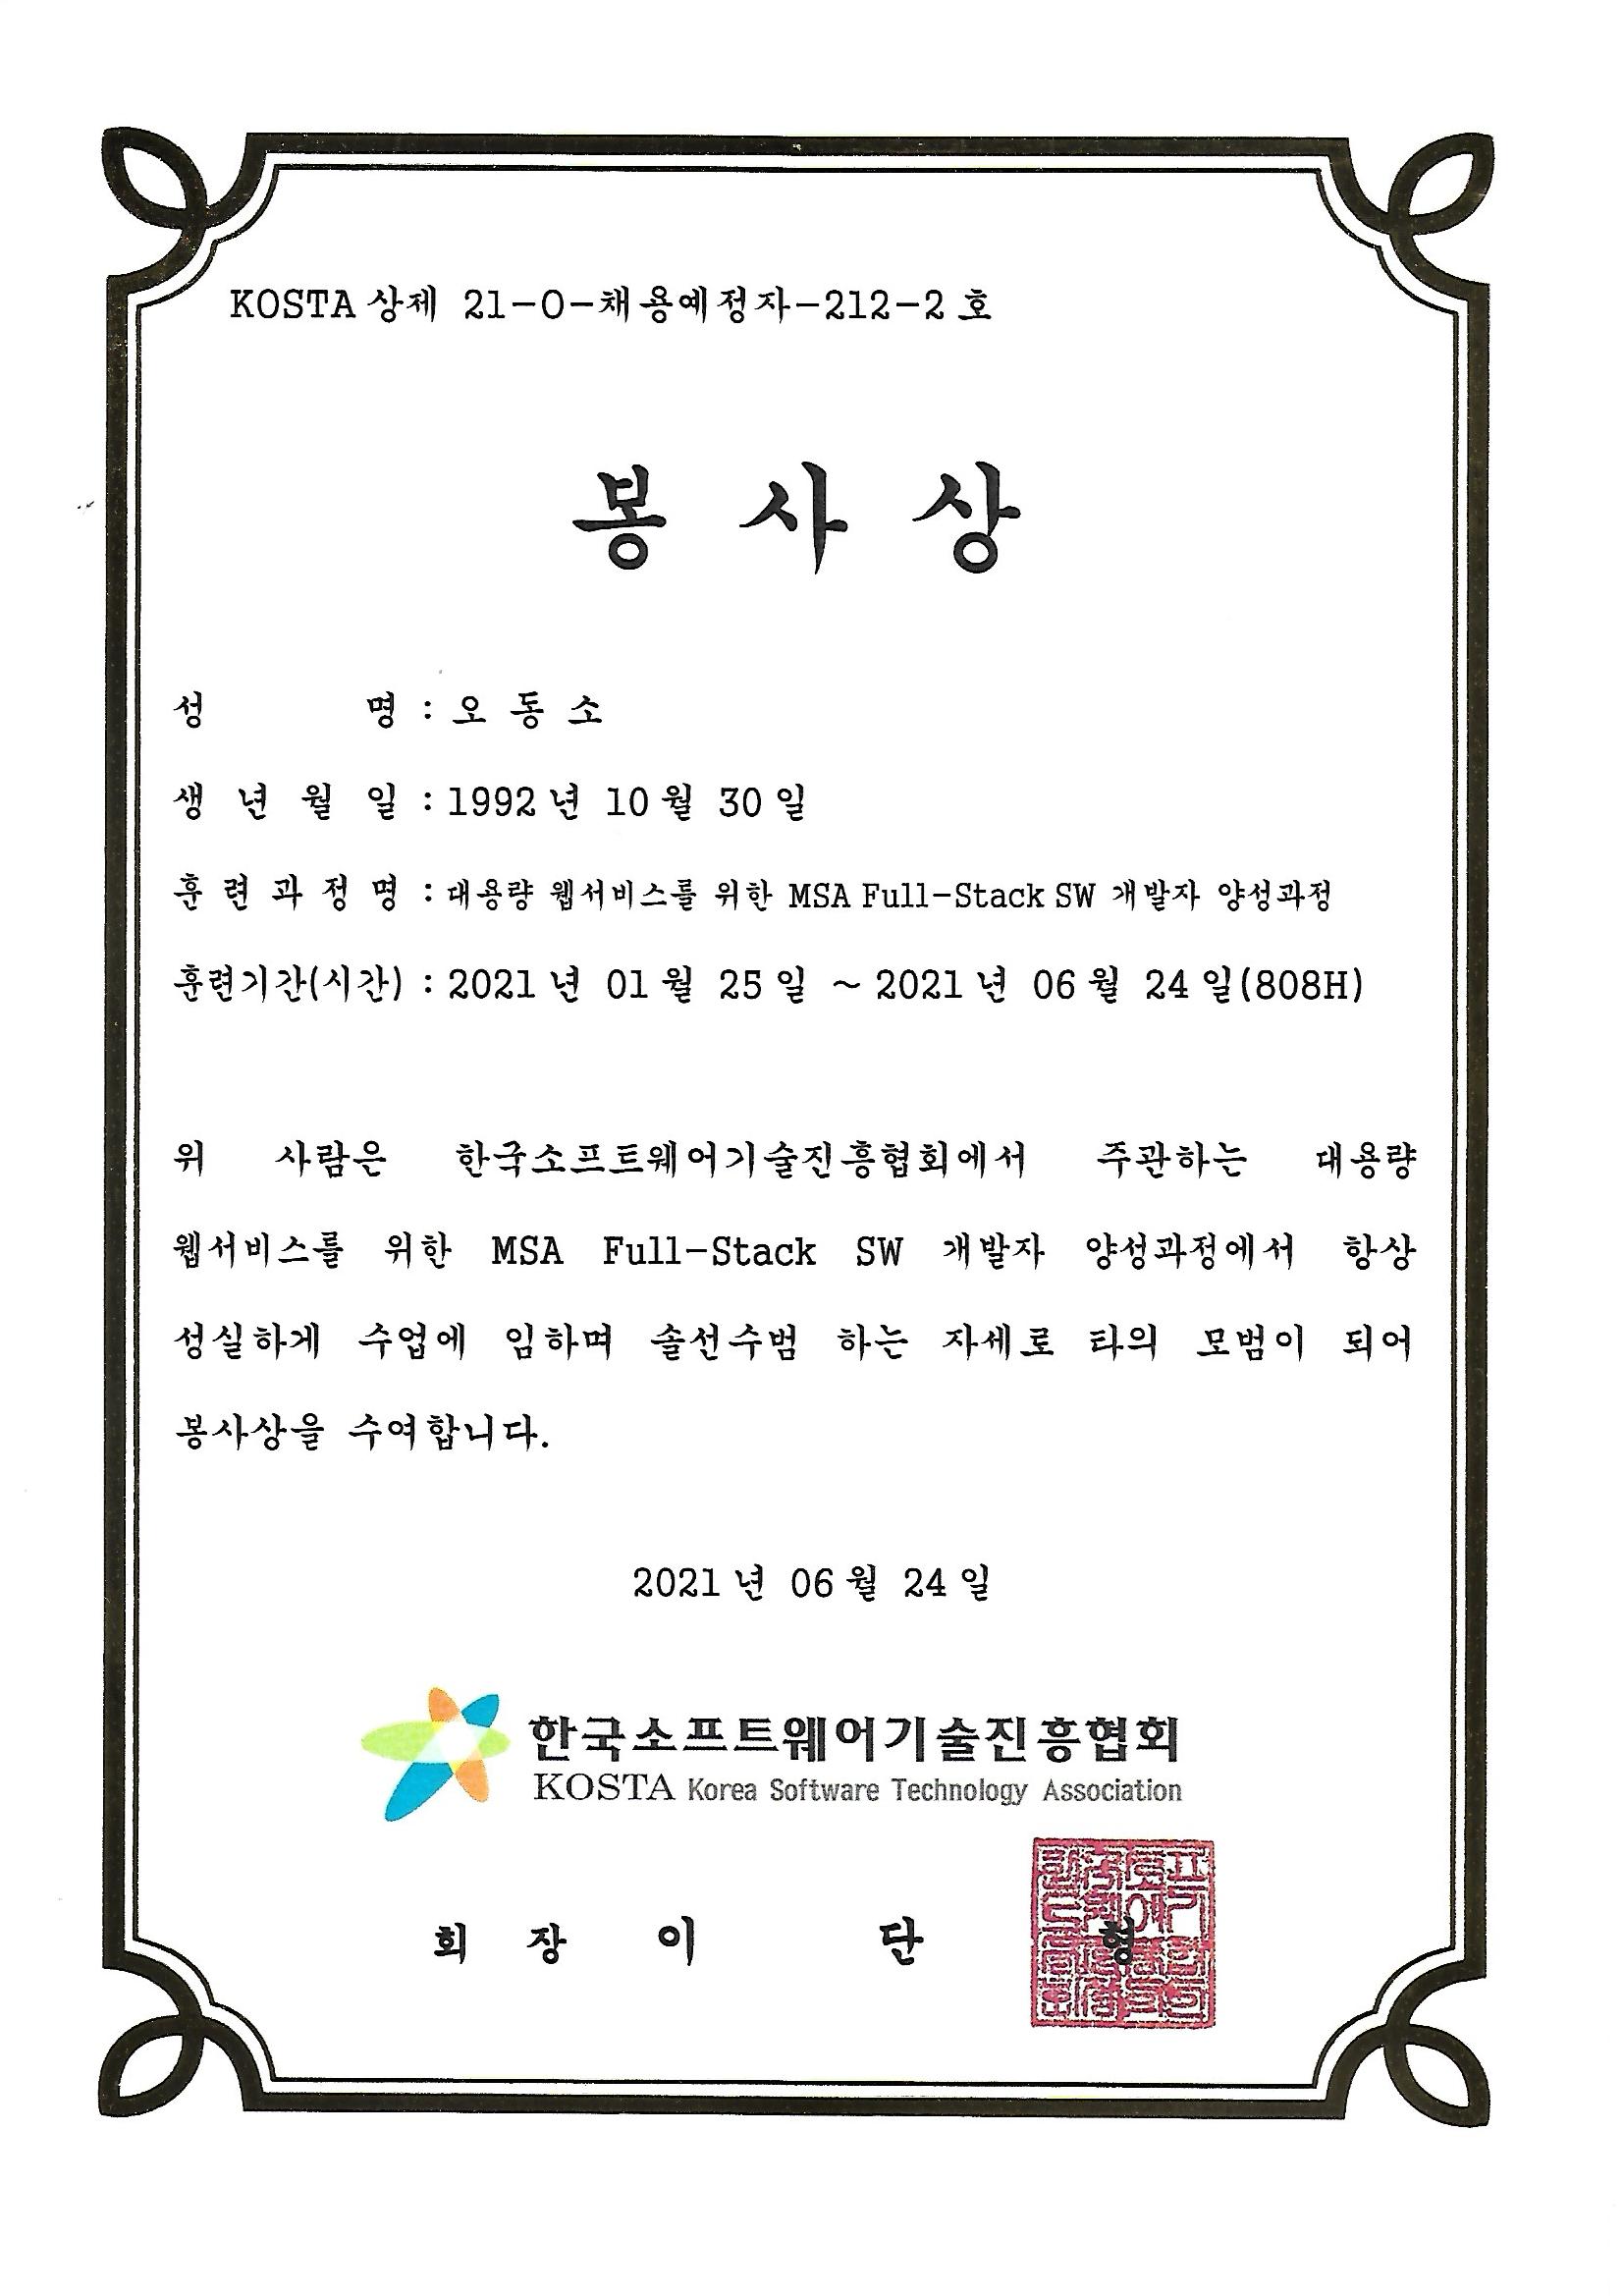 KOSTA 상제 21-O-채용예정자-212-2 호
봉 사 상
성 명 : 오 동 소
생 년 월 일 : 1992 년 10 월 30 일
훈 련 과 정 명 : 대용량 웹서비스를 위한 MSA Full-Stack SW 개발자 양성과정
훈련기간(시간) : 2021 년 01 월 25 일 ~ 2021 년 06 월 24 일(808H)
위 사람은 한국소프트웨어기술진흥협회에서 주관하는 대용량
웹서비스를 위한 MSA Full-Stack SW 개발자 양성과정에서 항상
성실하게 수업에 임하며 솔선수범 하는 자세로 타의 모범이 되어
봉사상을 수여합니다.
2021 년 06 월 24 일
한국소프트웨어기술진흥협회
KOSTA Korea Software Technology Association
회 장 이 단 형